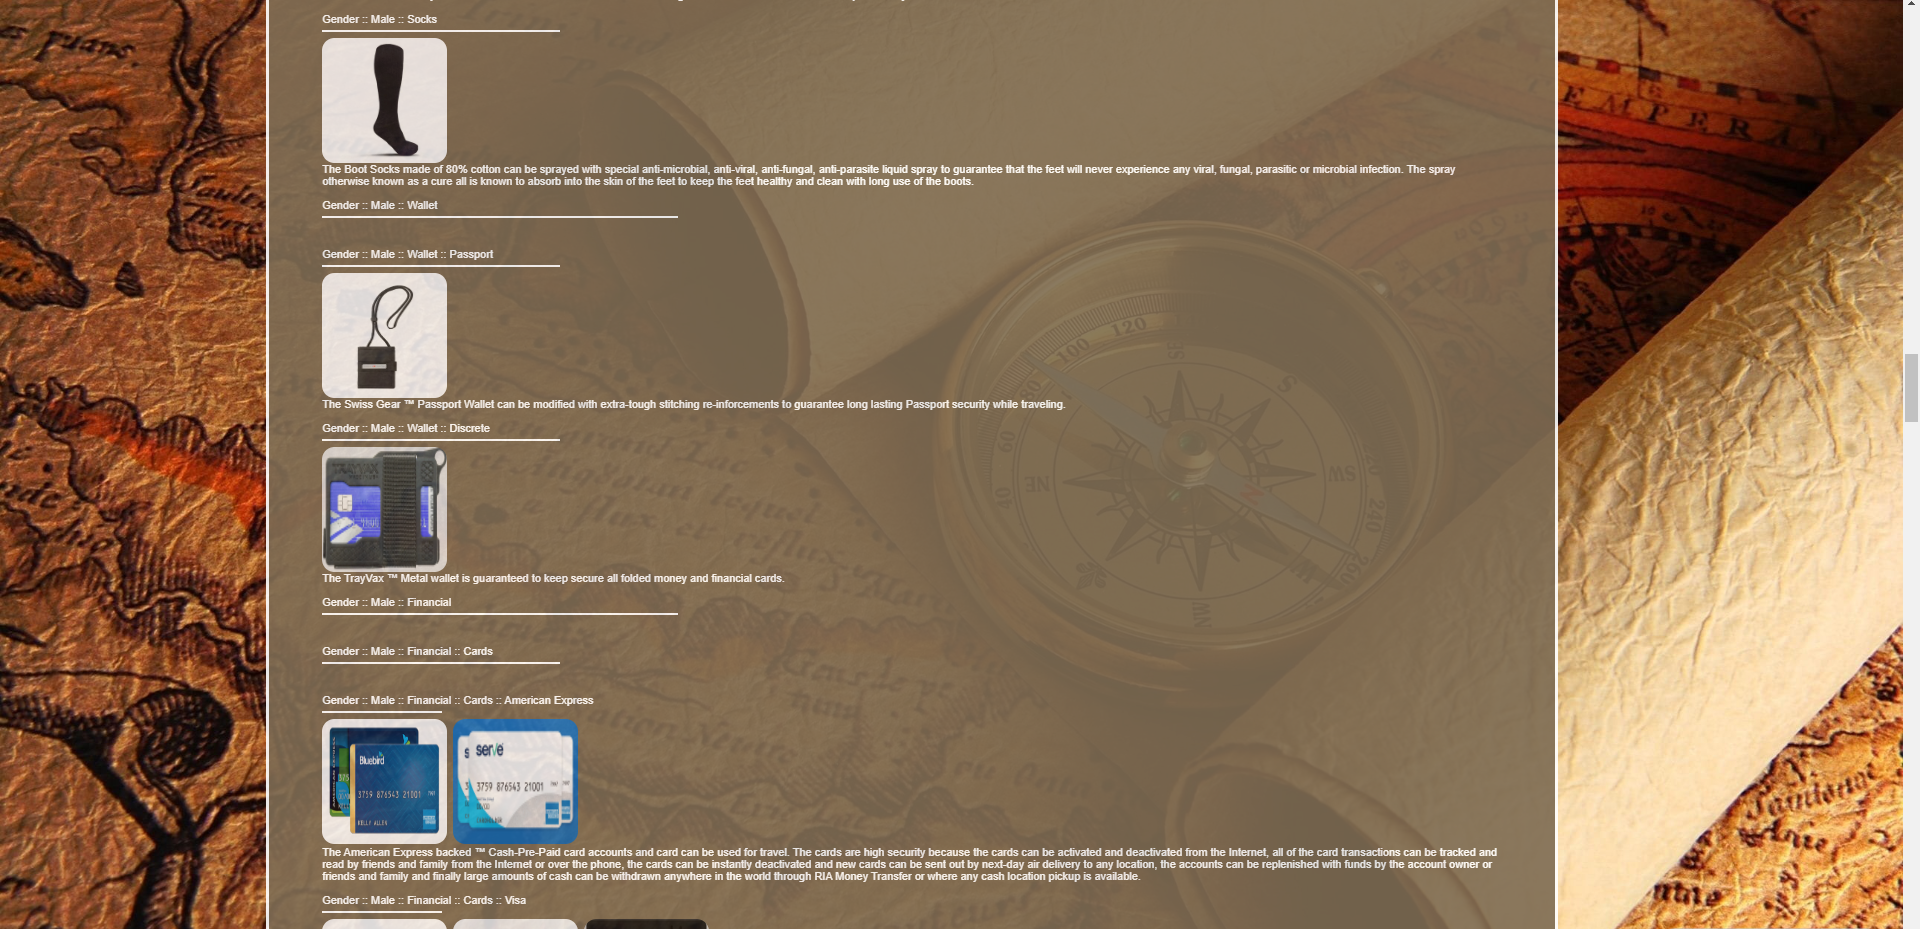 Gender :: Male :: Socks
The Boot Socks made of 80% cotton can be sprayed with special anti-microbial, anti-viral, anti-fungal, anti-parasite liquid spray to guarantee that the feet will never experience any viral, fungal, parasitic or microbial infection. The spray
otherwise known as a cure all is known to absorb into the skin of the feet to keep the feet healthy and clean with long use of the boots.
Gender :: Male :: Wallet
Gender :: Male :: Wallet :: Passport
The Swiss Gear ™ Passport Wallet can be modified with extra-tough stitching re-inforcements to guarantee long lasting Passport security while traveling.
Gender :: Male :: Wallet :: Discrete
TRAYVAX
The TrayVax ™ Metal wallet is guaranteed to keep secure all folded money and financial cards.
Gender :: Male :: Financial
Gender :: Male :: Financial :: Cards
Gender :: Male :: Financial :: Cards :: American Express
Bluebird
3759 876543 21001
KELLY ALLEN
serve
3759 876543 21001
The American Express backed ™ Cash-Pre-Paid card accounts and card can be used for travel. The cards are high security because the cards can be activated and deactivated from the Internet, all of the card transactions can be tracked and
read by friends and family from the Internet or over the phone, the cards can be instantly deactivated and new cards can be sent out by next-day air delivery to any location, the accounts can be replenished with funds by the account owner or
friends and family and finally large amounts of cash can be withdrawn anywhere in the world through RIA Money Transfer or where any cash location pickup is available.
Gender :: Male :: Financial :: Cards :: Visa
120
100
60
40
SE
S
SW
NE
N
NW
240
TEMPERA